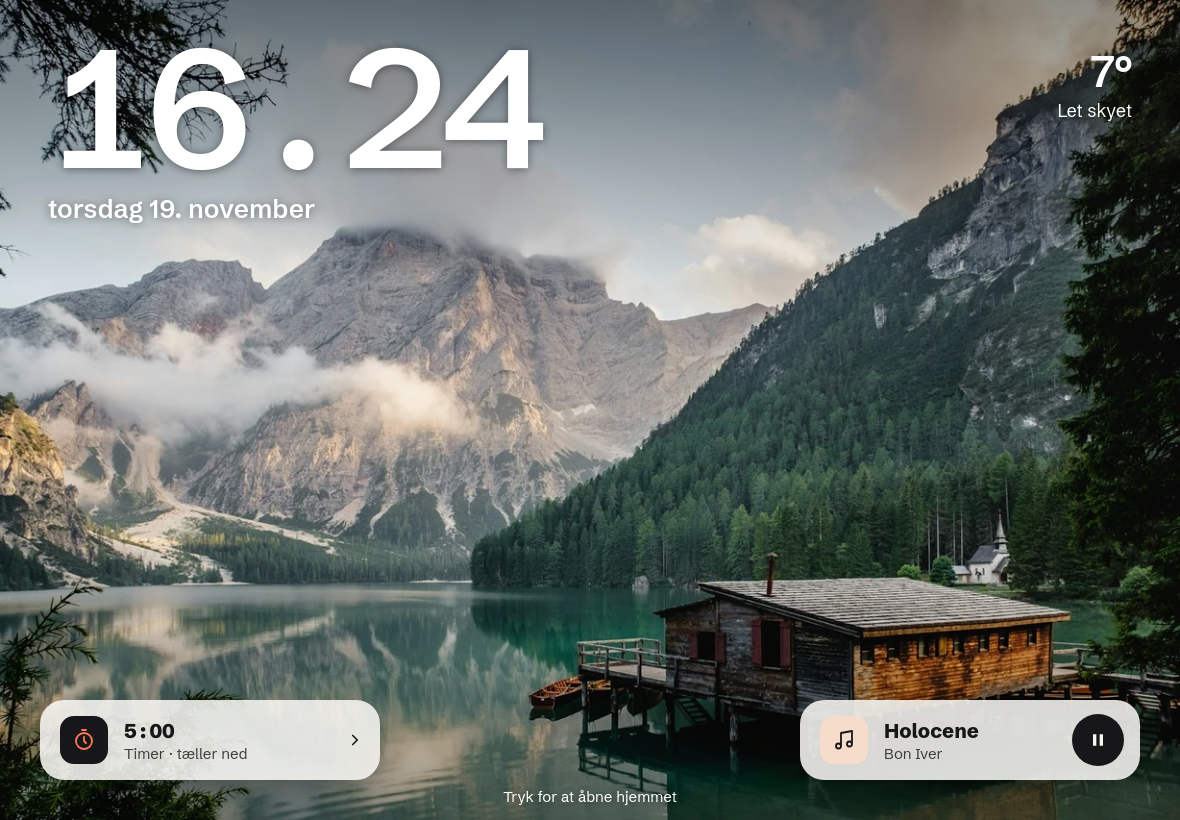 16.24
7°
Let skyet
torsdag 19. november
5:00
Timer · tæller ned
Holocene
Bon Iver
Tryk for at åbne hjemmet